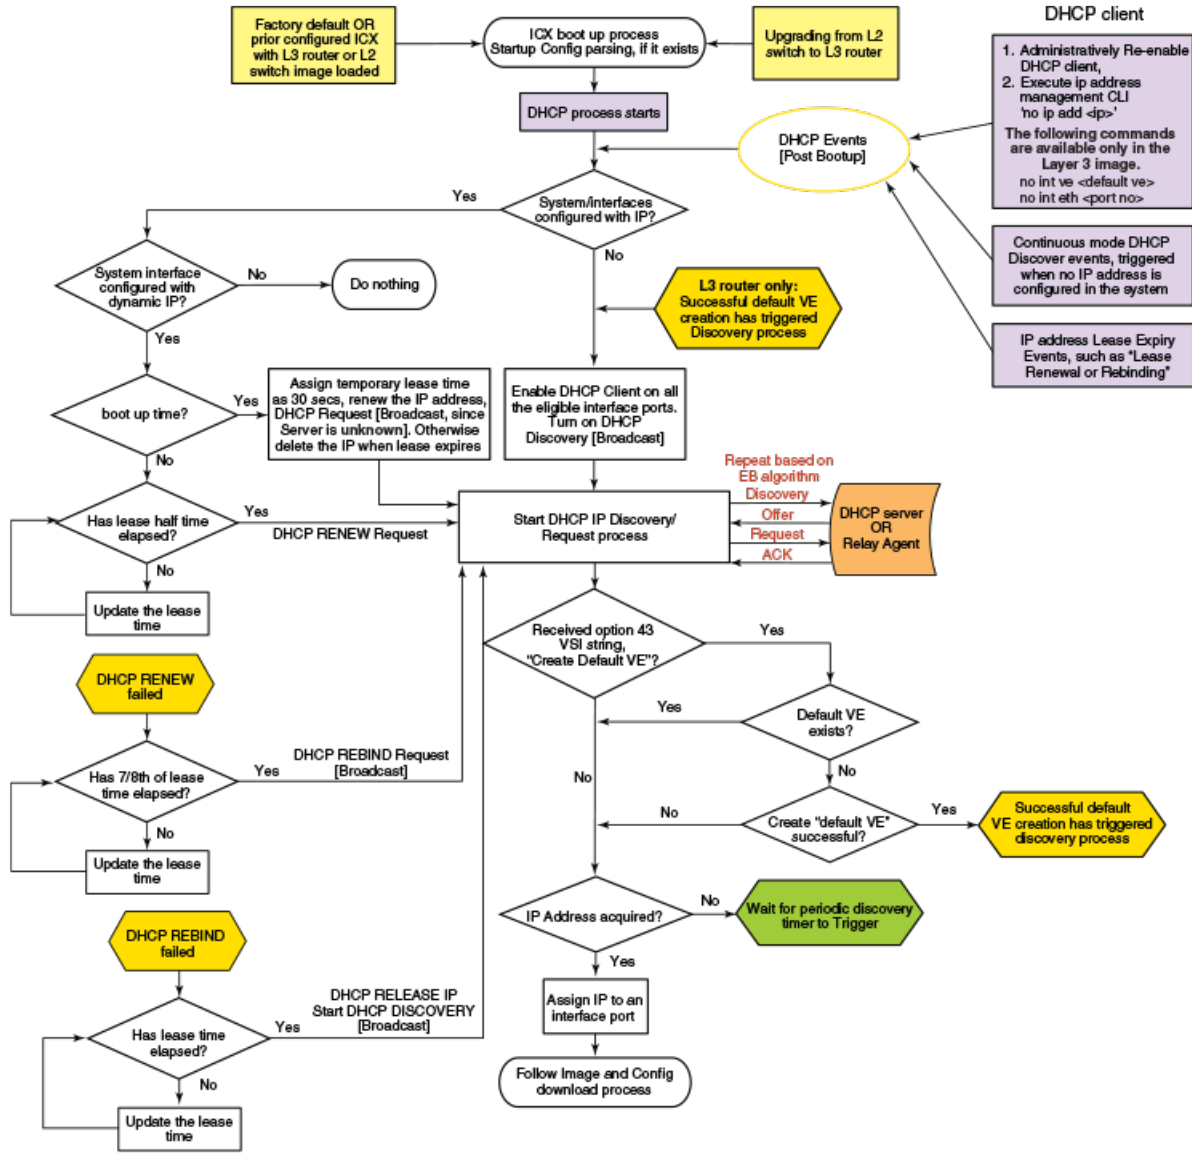 DHCP client
Factory default OR
prior configured ICX
with L3 router or L2
switch image loaded
ICX boot up process
Startup Config parsing, if it exists
Upgrading from L2
switch to L3 router
1. Administratively Re-enable
DHCP client,
2. Execute ip address
management CLI
'no ip add <ip>'
The following commands
are available only in the
Layer 3 image.
no int ve <default ve>
no int eth <port no>
DHCP process starts
DHCP Events
[Post Bootup]
Yes
System/interfaces
configured with IP?
No
Continuous mode DHCP
Discover events, triggered
when no IP address is
configured in the system
System interface
configured with
dynamic IP?
No
Do nothing
Yes
L3 router only:
Successful default VE
creation has triggered
Discovery process
IP address Lease Expiry
Events, such as "Lease
Renewal or Rebinding"
boot up time?
Yes
No
Assign temporary lease time
as 30 secs, renew the IP address,
DHCP Request [Broadcast, since
Server is unknown]. Otherwise
delete the IP when lease expires
Enable DHCP Client on all
the eligible interface ports.
Turn on DHCP
Discovery [Broadcast]
Repeat based on
EB algorithm
Discovery
Offer
Request
ACK
Has lease half time
elapsed?
Yes
DHCP RENEW Request
Start DHCP IP Discovery/
Request process
DHCP server
OR
Relay Agent
No
Update the lease
time
Received option 43
VSI string,
"Create Default VE"?
Yes
DHCP RENEW
failed
Yes
Default VE
exists?
Has 7/8th of lease
time elapsed?
Yes
DHCP REBIND Request
[Broadcast]
No
No
No
Update the lease
time
No
Create "default VE"
successful?
Yes
Successful default
VE creation has triggered
discovery process
DHCP REBIND
failed
IP Address acquired?
No
Wait for periodic discovery
timer to Trigger
Yes
Has lease time
elapsed?
Yes
DHCP RELEASE IP
Start DHCP DISCOVERY
[Broadcast]
Assign IP to an
interface port
No
Update the lease
time
Follow Image and Config
download process